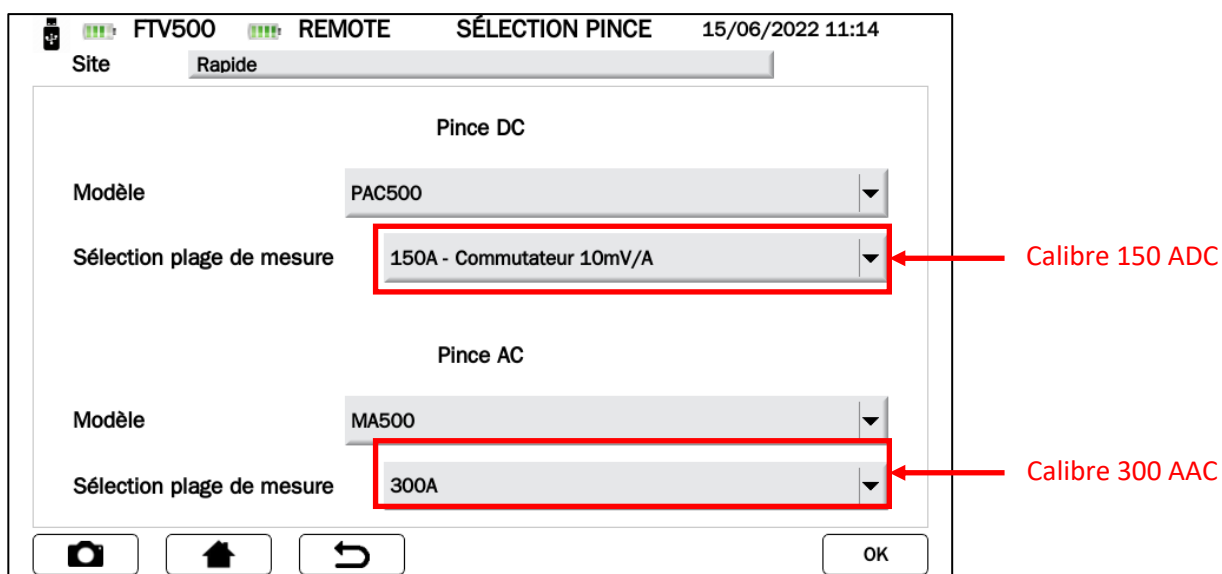 FTV500 REMOTE SÉLECTION PINCE 15/06/2022 11:14
Site Rapide
Pince DC
Modèle PAC500
Sélection plage de mesure 150A - Commutateur 10mV/A Calibre 150 ADC
Pince AC
Modèle MA500
Sélection plage de mesure 300A Calibre 300 AAC
OK